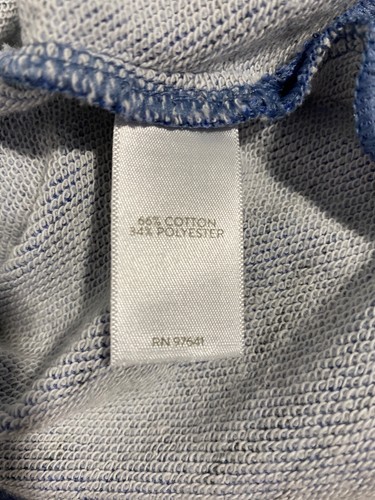 66% COTTON
34% POLYESTER
RN 97641